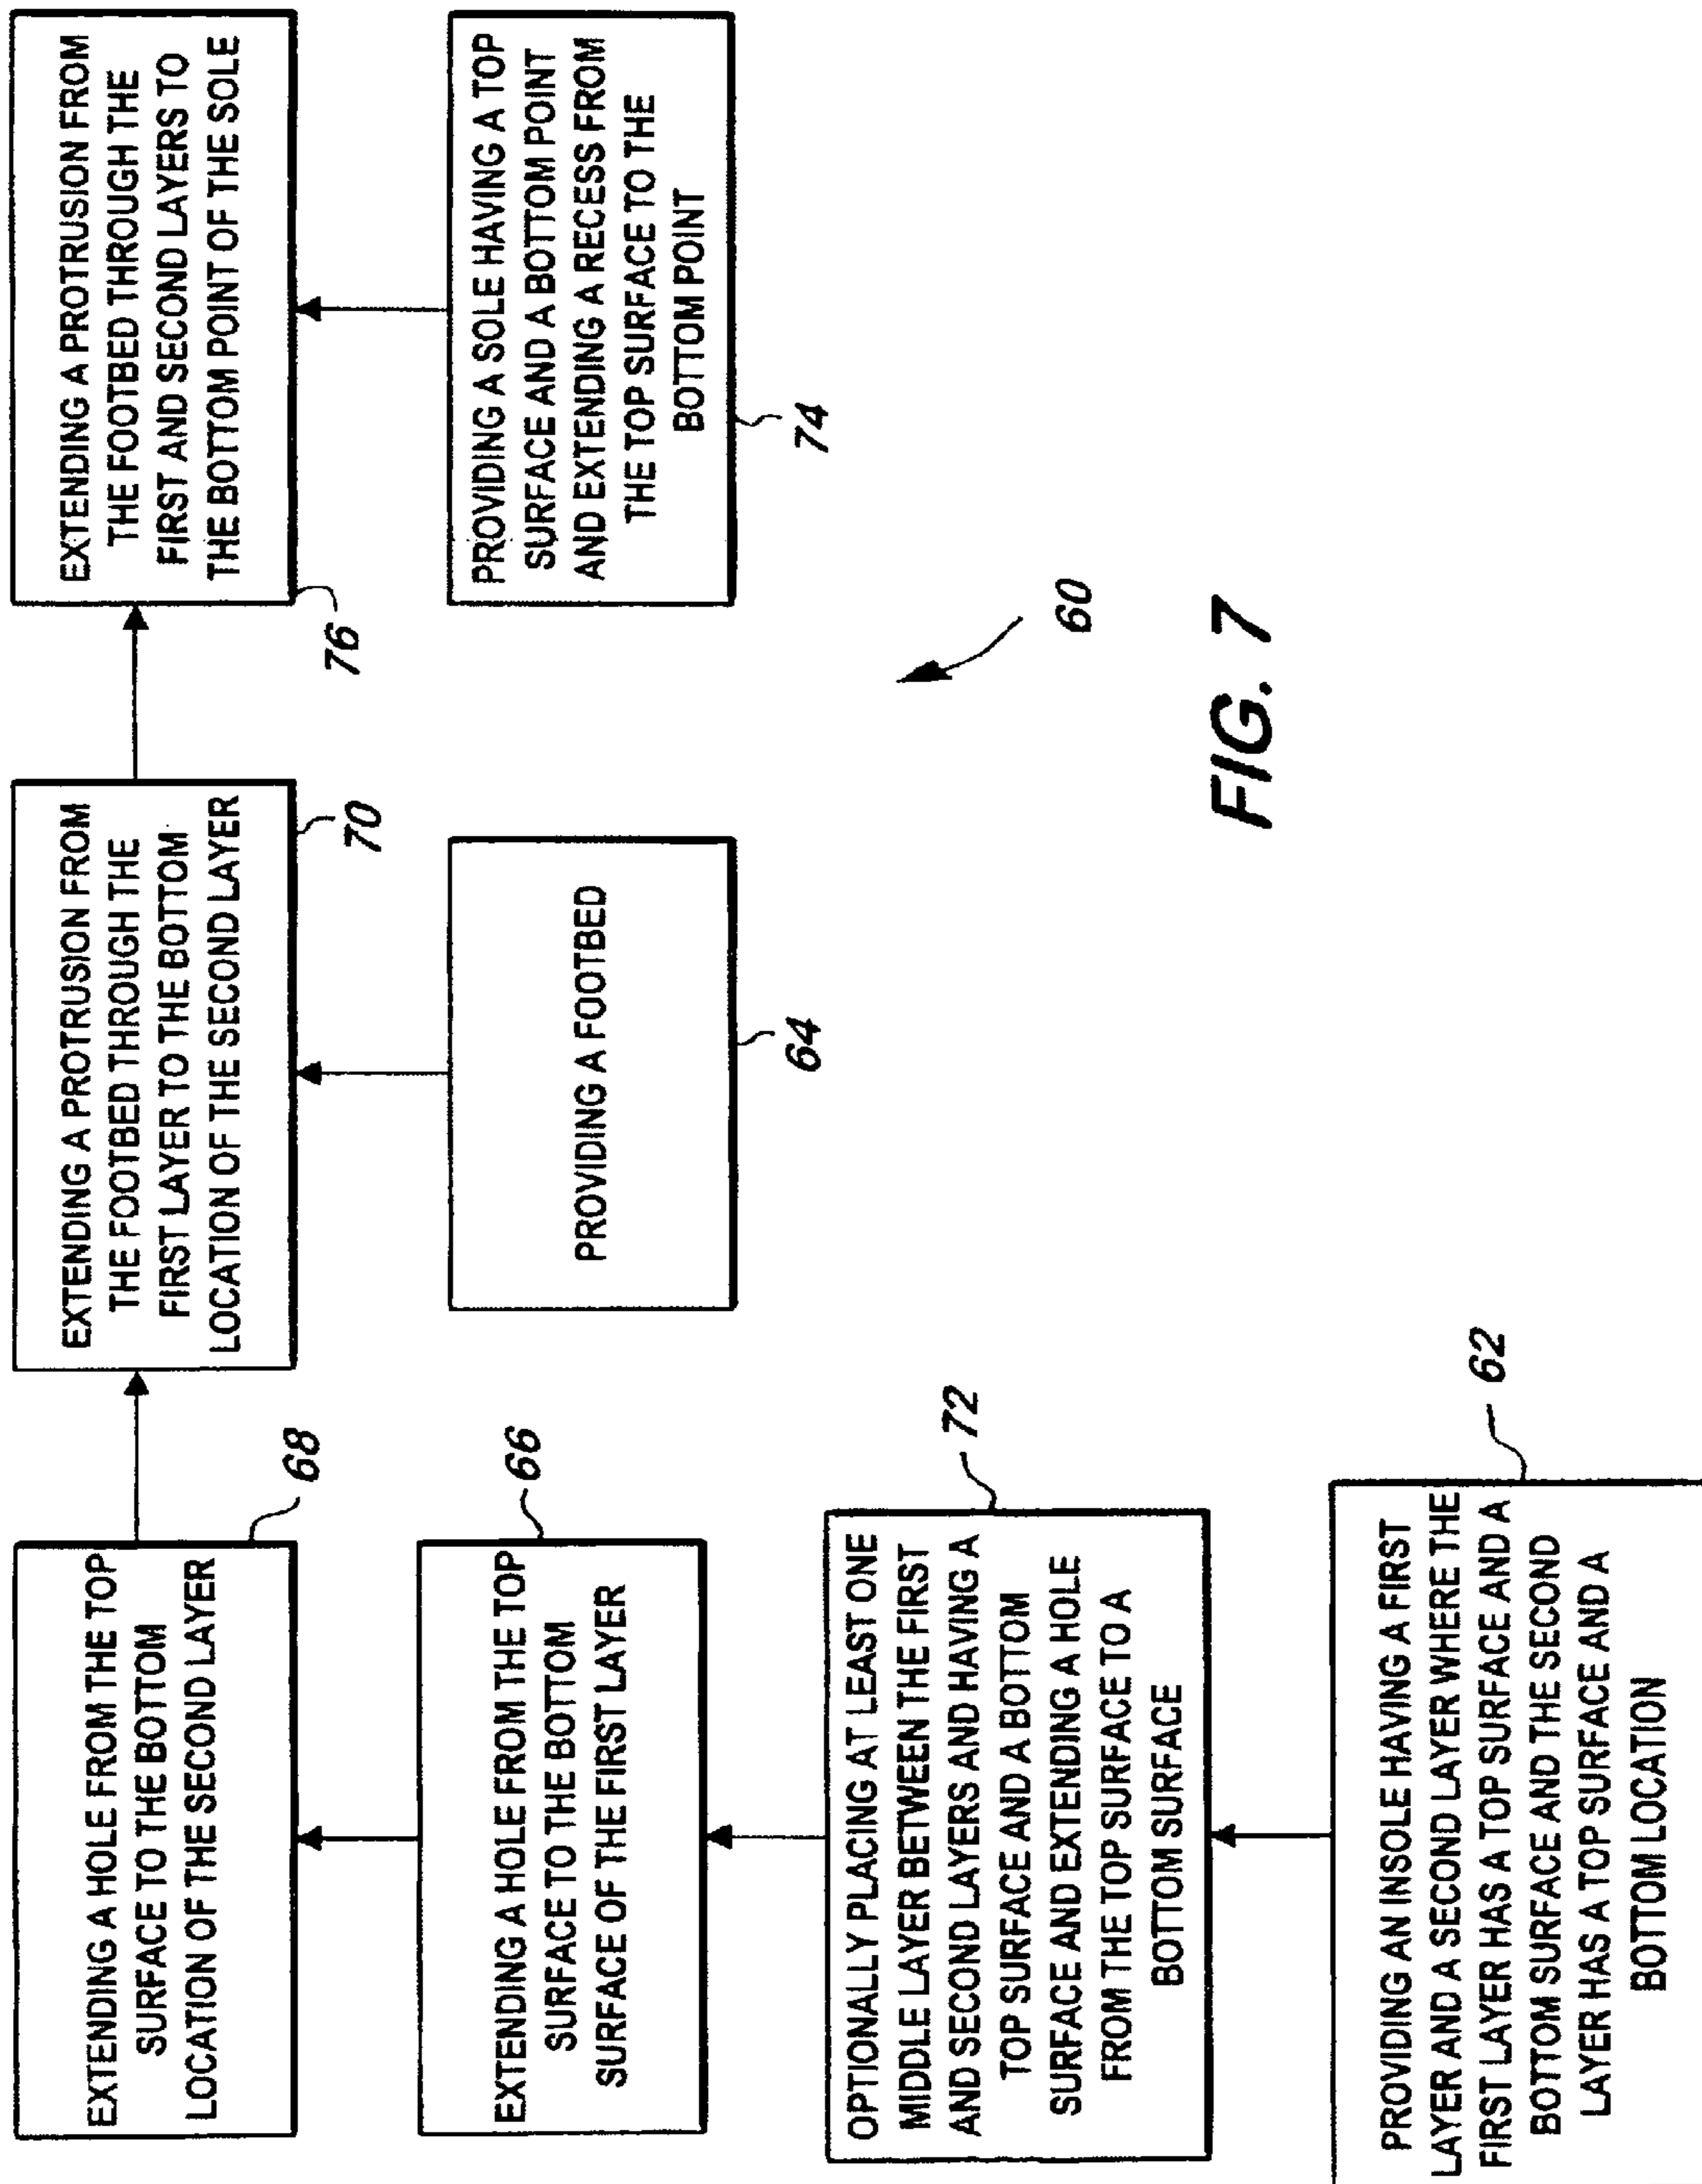 EXTENDING A PROTRUSION FROM
THE FOOTBED THROUGH THE
FIRST AND SECOND LAYERS TO
THE BOTTOM POINT OF THE SOLE
76
PROVIDING A SOLE HAVING A TOP
SURFACE AND A BOTTOM POINT
AND EXTENDING A RECESS FROM
THE TOP SURFACE TO THE
BOTTOM POINT
74
EXTENDING A PROTRUSION FROM
THE FOOTBED THROUGH THE
FIRST LAYER TO THE BOTTOM
LOCATION OF THE SECOND LAYER
70
PROVIDING A FOOTBED
64
EXTENDING A HOLE FROM THE TOP
SURFACE TO THE BOTTOM
LOCATION OF THE SECOND LAYER
68
EXTENDING A HOLE FROM THE TOP
SURFACE TO THE BOTTOM
SURFACE OF THE FIRST LAYER
66
OPTIONALLY PLACING AT LEAST ONE
MIDDLE LAYER BETWEEN THE FIRST
AND SECOND LAYERS AND HAVING A
TOP SURFACE AND A BOTTOM
SURFACE AND EXTENDING A HOLE
FROM THE TOP SURFACE TO A
BOTTOM SURFACE
72
PROVIDING AN INSOLE HAVING A FIRST
LAYER AND A SECOND LAYER WHERE THE
FIRST LAYER HAS A TOP SURFACE AND A
BOTTOM SURFACE AND THE SECOND
LAYER HAS A TOP SURFACE AND A
BOTTOM LOCATION
62
60
FIG. 7